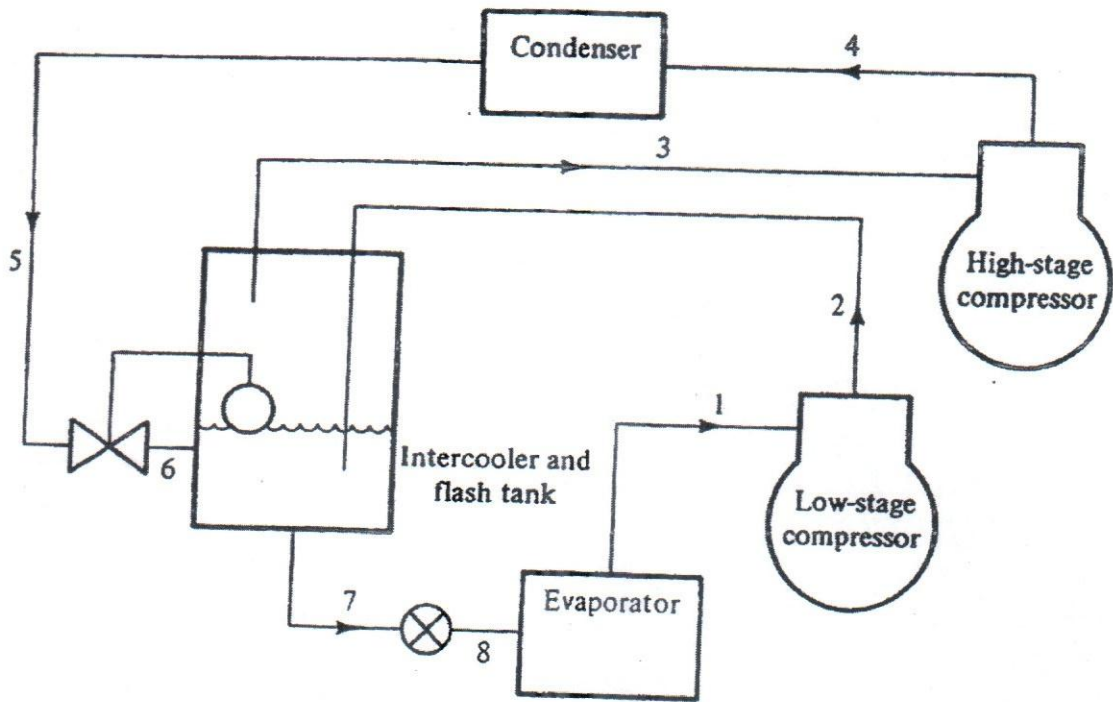 Condenser
4
3
5
High-stage
compressor
2
1
6
Intercooler and
flash tank
Low-stage
compressor
7
Evaporator
8